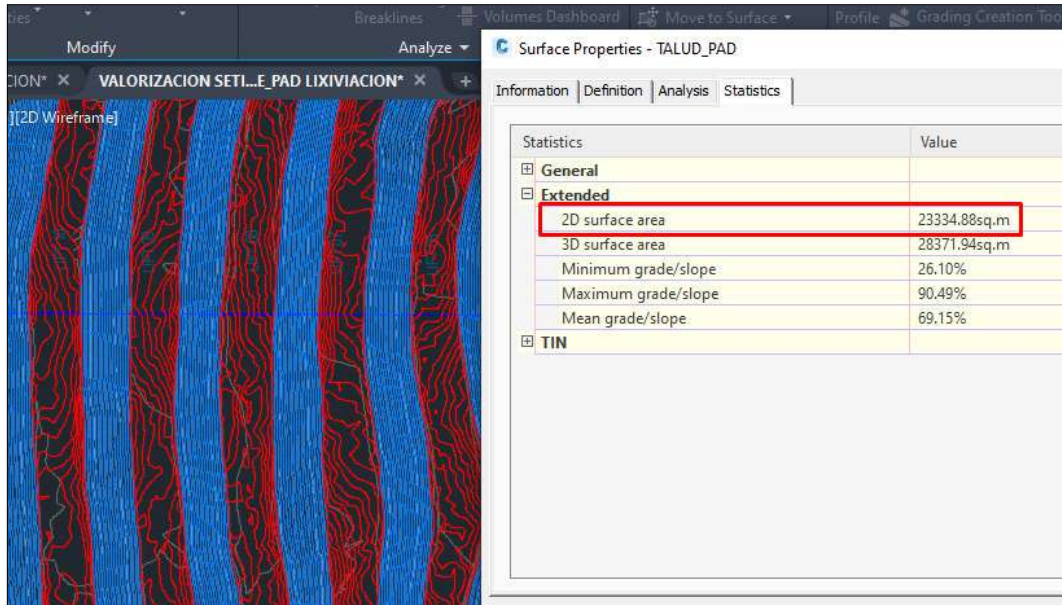 Breaklines Volumes Dashboard Move to Surface Profile Grading Creation Too
Modify Analyze
CION* VALORIZACION SETI...E_PAD LIXIVIACION* +
][2D Wireframe]
C Surface Properties - TALUD_PAD
Information Definition Analysis Statistics
Statistics Value
General
Extended
2D surface area 23334.88sq.m
3D surface area 28371.94sq.m
Minimum grade/slope 26.10%
Maximum grade/slope 90.49%
Mean grade/slope 69.15%
TIN